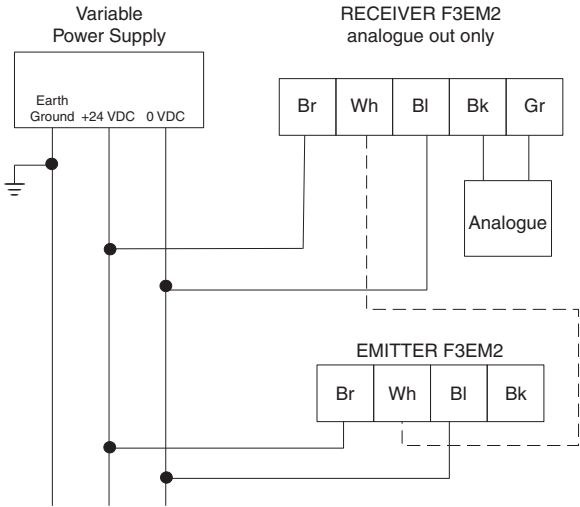 Variable
Power Supply
Earth
Ground +24 VDC 0 VDC
RECEIVER F3EM2
analogue out only
Br Wh Bl Bk Gr
Analogue
EMITTER F3EM2
Br Wh Bl Bk